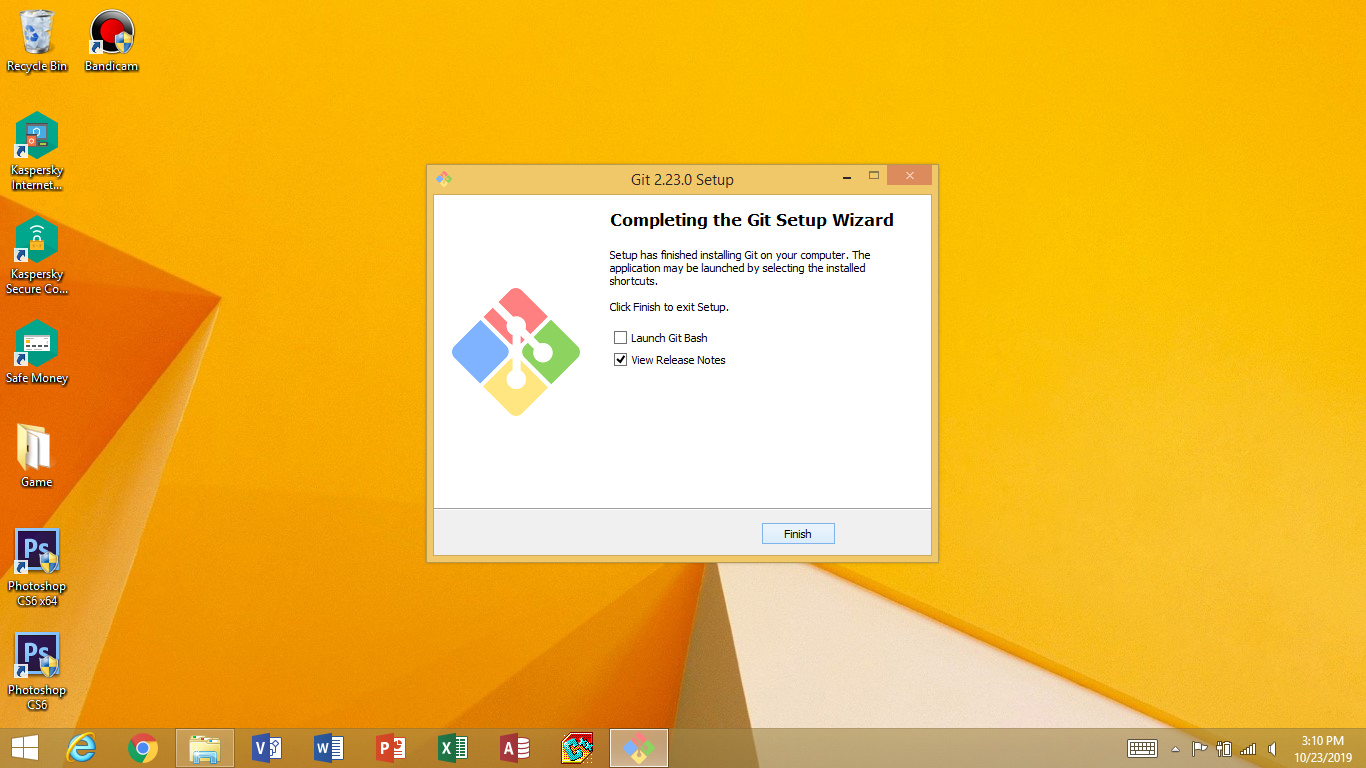 Recycle Bin
Bandicam
Kaspersky
Internet...
Kaspersky
Secure Co...
Safe Money
Game
Ps
Photoshop
CS6 x64
Ps
Photoshop
CS6
Git 2.23.0 Setup
Completing the Git Setup Wizard
Setup has finished installing Git on your computer. The
application may be launched by selecting the installed
shortcuts.
Click Finish to exit Setup.
Launch Git Bash
View Release Notes
Finish
3:10 PM
10/23/2019